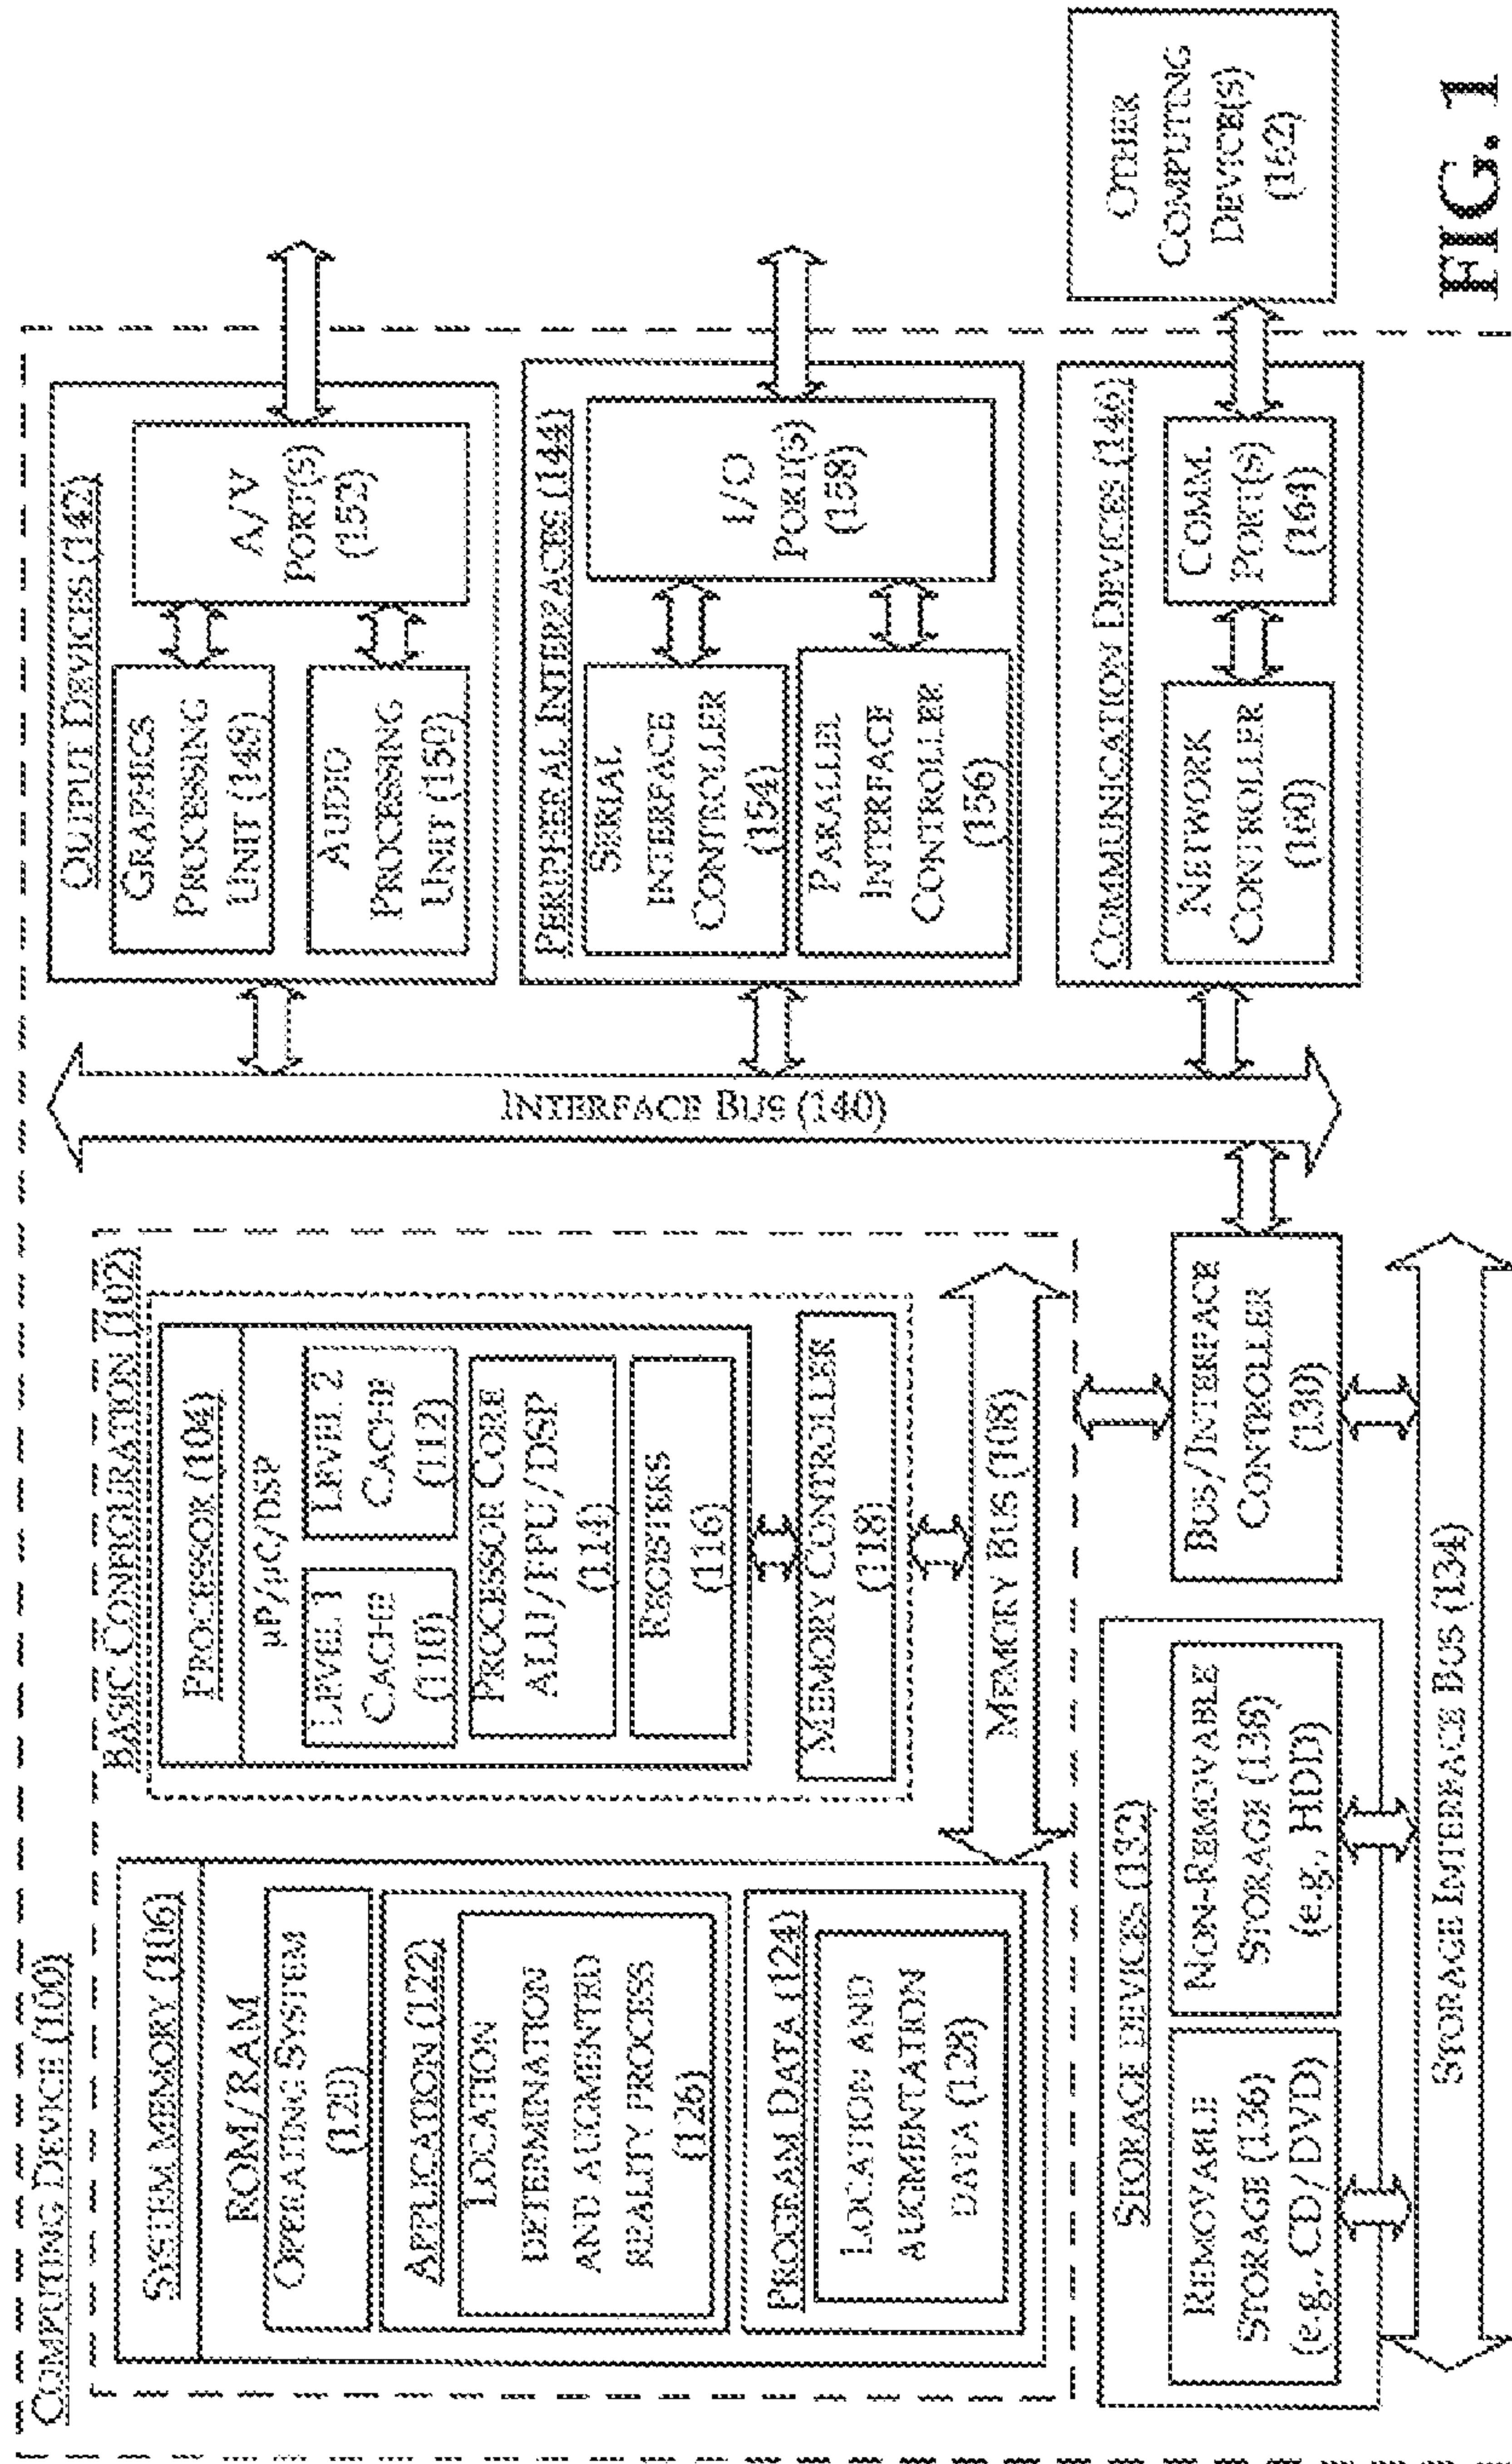 COMPUTING DEVICE (100)
BASIC CONFIGURATION (102)
SYSTEM MEMORY (106)
ROM/RAM
OPERATING SYSTEM
(120)
APPLICATION (122)
LOCATION
DETERMINATION
AND AUGMENTED
REALITY PROCESS
(126)
PROGRAM DATA (124)
LOCATION AND
AUGMENTATION
DATA (128)
PROCESSOR (104)
µP/µC/DSP
LEVEL 1
CACHE
(110)
LEVEL 2
CACHE
(112)
PROCESSOR CORE
ALU/FPU/DSP
(114)
REGISTERS
(116)
MEMORY CONTROLLER
(118)
MEMORY BUS (108)
STORAGE DEVICES (132)
REMOVABLE
STORAGE (136)
(e.g., CD/DVD)
NON-REMOVABLE
STORAGE (138)
(e.g., HDD)
BUS/INTERFACE
CONTROLLER
(130)
STORAGE INTERFACE BUS (134)
INTERFACE BUS (140)
OUTPUT DEVICES (142)
GRAPHICS
PROCESSING
UNIT (148)
AUDIO
PROCESSING
UNIT (150)
A/V
PORT(S)
(152)
PERIPHERAL INTERFACES (144)
SERIAL
INTERFACE
CONTROLLER
(154)
PARALLEL
INTERFACE
CONTROLLER
(156)
I/O
PORT(S)
(158)
COMMUNICATION DEVICES (146)
NETWORK
CONTROLLER
(160)
COMM.
PORT(S)
(164)
OTHER
COMPUTING
DEVICE(S)
(162)
FIG. 1